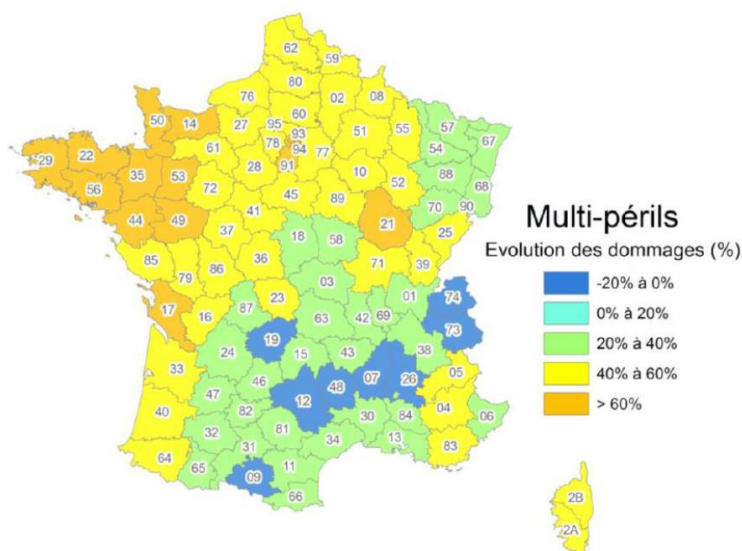 62 59
80
76 02 08
60
50 14 27 95 93 51 55 57 67
78 94 77 54
61 91
29 22 28 10 88
35 53 52 68
56 72 45 89 70 90
41
44 49 21 25
37 18 58
85 36 71 39
79 86
03
23 01 74
17 16 87 42 69
63 73
19
24 15 43 38
33 05
46 48 07 26
47 12 04
40 82 30 84 06
32 81 13
34 83
64 31
65 11
09
66
2B
2A
Multi-périls
Evolution des dommages (%)
-20% à 0%
0% à 20%
20% à 40%
40% à 60%
> 60%